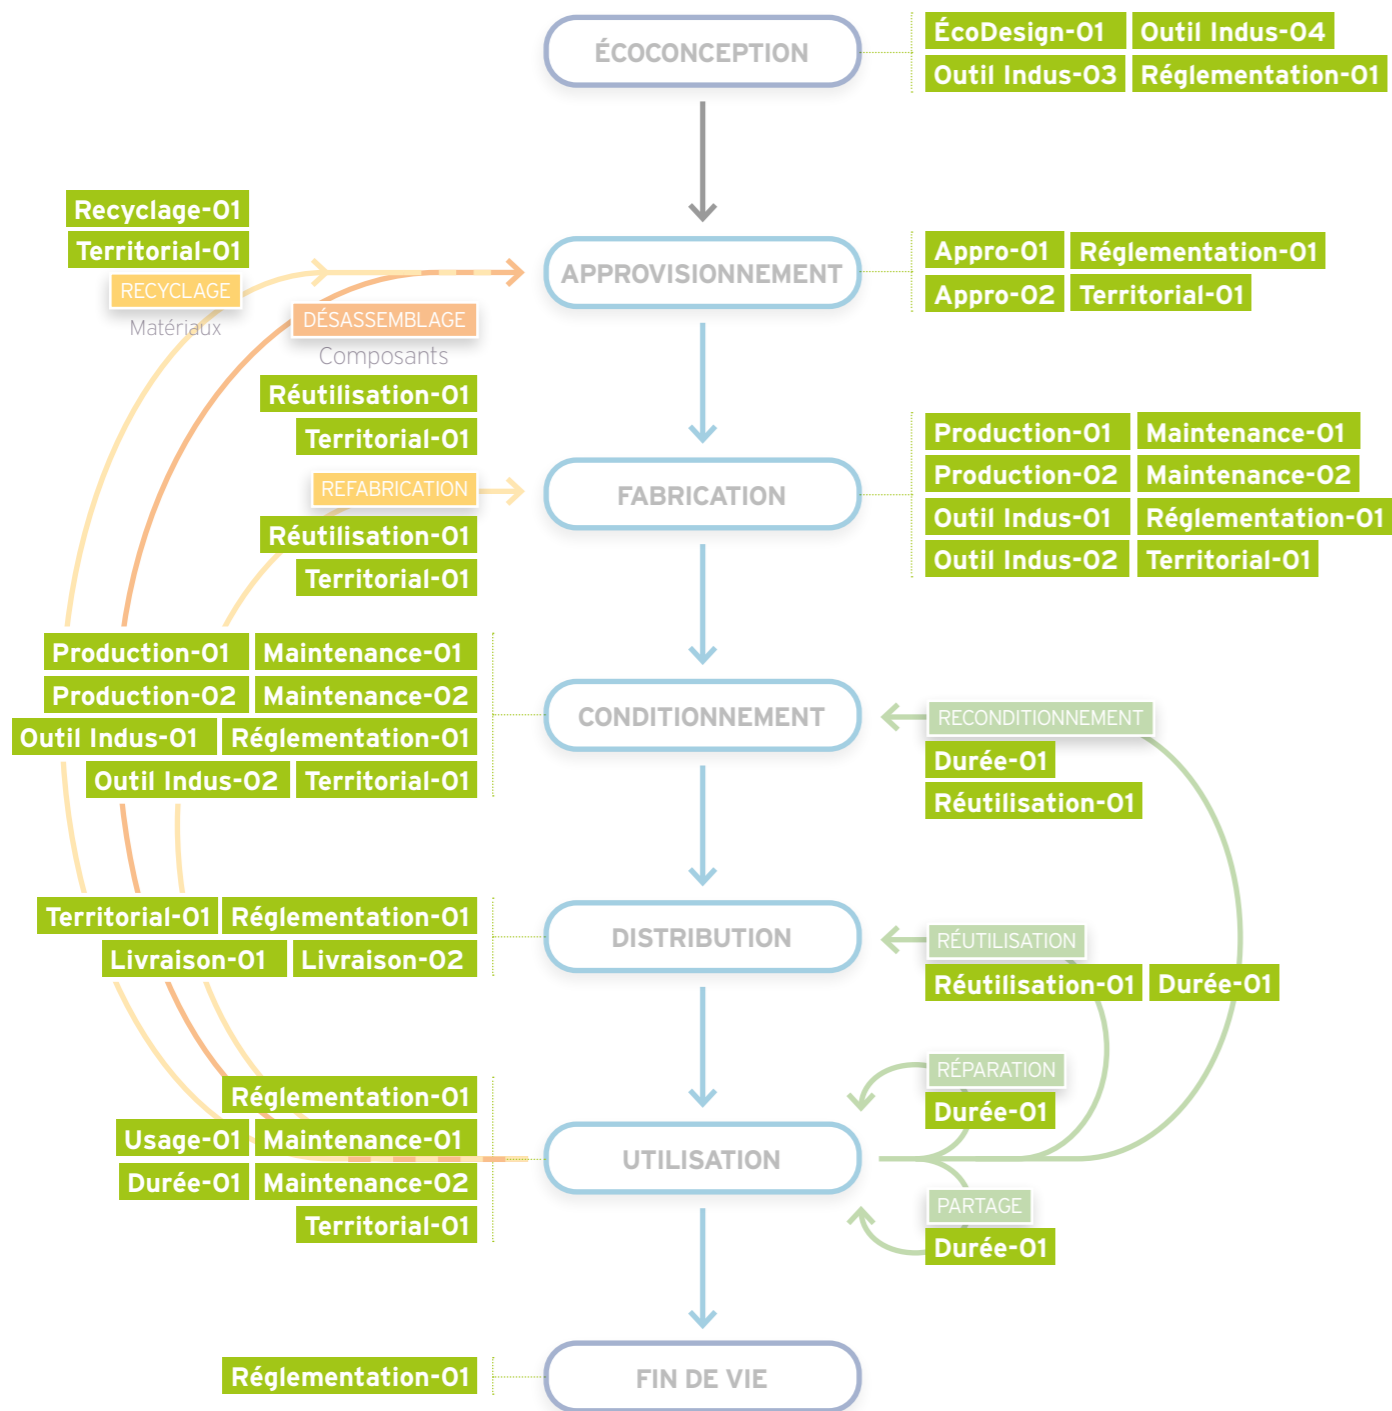 ÉCOCONCEPTION
ÉcoDesign-01 Outil Indus-04
Outil Indus-03 Réglementation-01
Recyclage-01
Territorial-01
RECYCLAGE
Matériaux
DÉSASSEMBLAGE
Composants
Réutilisation-01
Territorial-01
APPROVISIONNEMENT
Appro-01 Réglementation-01
Appro-02 Territorial-01
REFABRICATION
Réutilisation-01
Territorial-01
FABRICATION
Production-01 Maintenance-01
Production-02 Maintenance-02
Outil Indus-01 Réglementation-01
Outil Indus-02 Territorial-01
Production-01 Maintenance-01
Production-02 Maintenance-02
Outil Indus-01 Réglementation-01
Outil Indus-02 Territorial-01
CONDITIONNEMENT
RECONDITIONNEMENT
Durée-01
Réutilisation-01
Territorial-01 Réglementation-01
Livraison-01 Livraison-02
DISTRIBUTION
RÉUTILISATION
Réutilisation-01 Durée-01
Réglementation-01
Usage-01 Maintenance-01
Durée-01 Maintenance-02
Territorial-01
UTILISATION
RÉPARATION
Durée-01
PARTAGE
Durée-01
Réglementation-01
FIN DE VIE